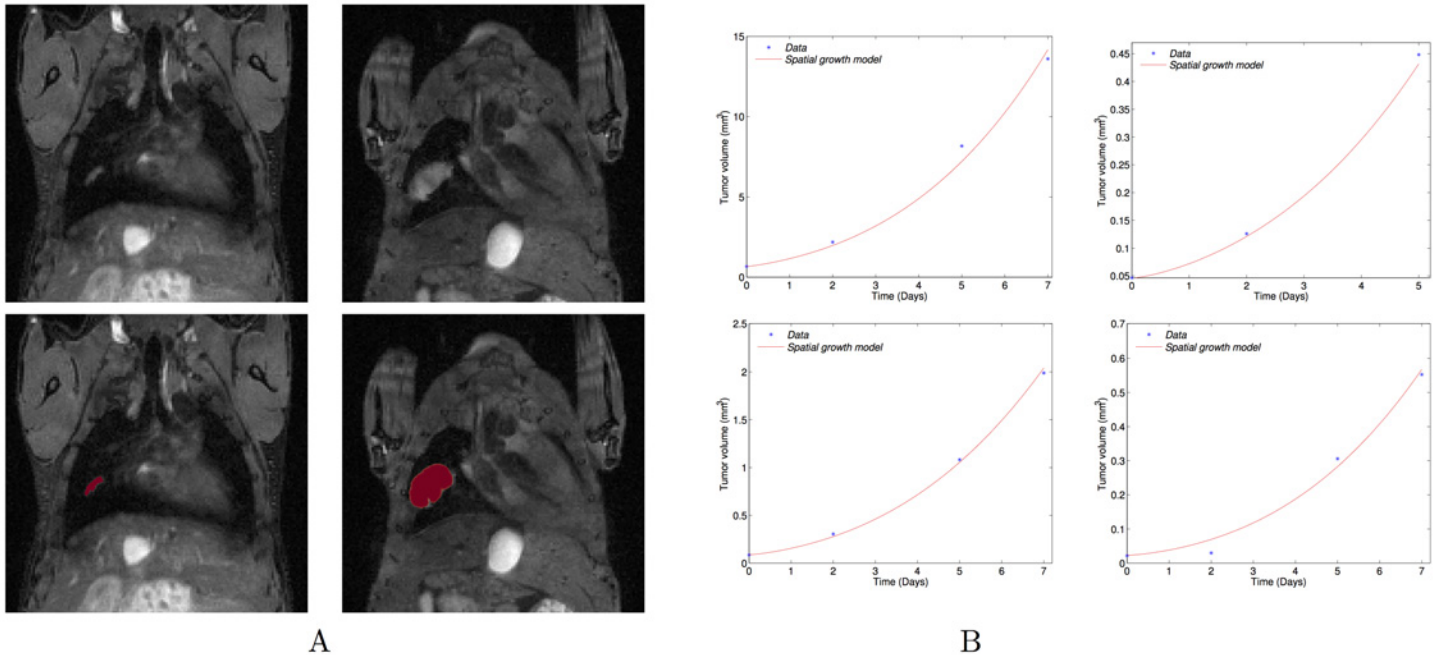 15
Data
Spatial growth model
10
5
0
Tumor volume (mm³)
0 1 2 3 4 5 6 7
Time (Days)
0.45
Data
Spatial growth model
0.4
0.35
0.3
0.25
0.2
0.15
0.1
0.05
Tumor volume (mm³)
0 1 2 3 4 5
Time (Days)
2.5
Data
Spatial growth model
2
1.5
1
0.5
0
Tumor volume (mm³)
0 1 2 3 4 5 6 7
Time (Days)
0.7
Data
Spatial growth model
0.6
0.5
0.4
0.3
0.2
0.1
0
Tumor volume (mm³)
0 1 2 3 4 5 6 7
Time (Days)
A
B